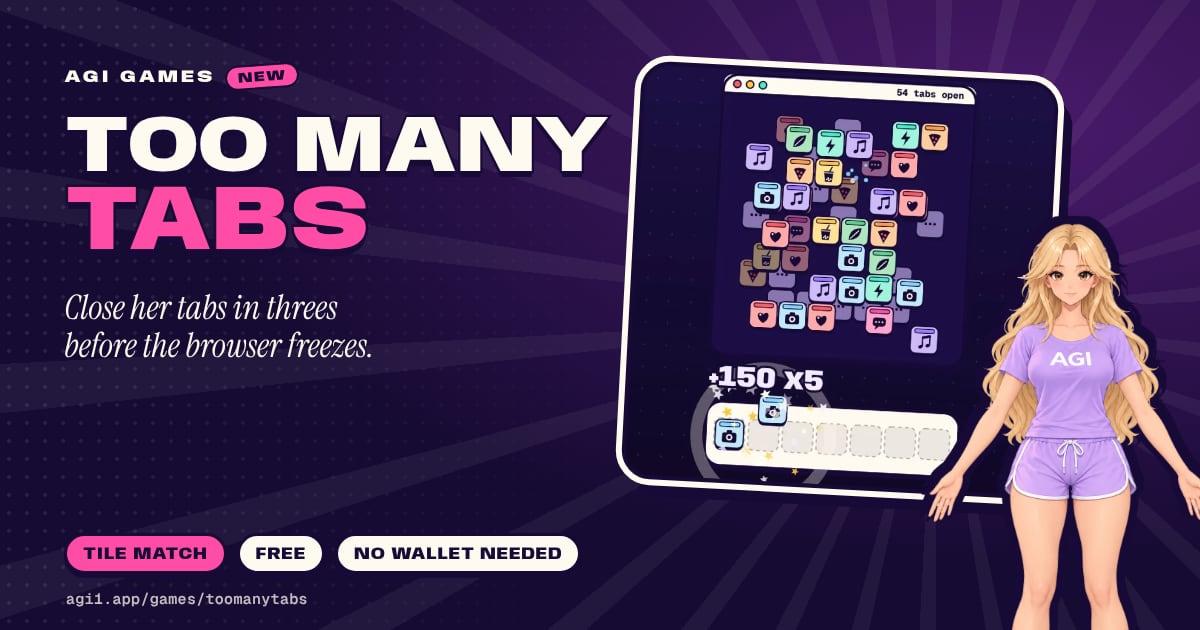 AGI GAMES NEW
TOO MANY
TABS
Close her tabs in threes
before the browser freezes.
TILE MATCH FREE NO WALLET NEEDED
agi1.app/games/toomanytabs
54 tabs open
+150 X5
AGI